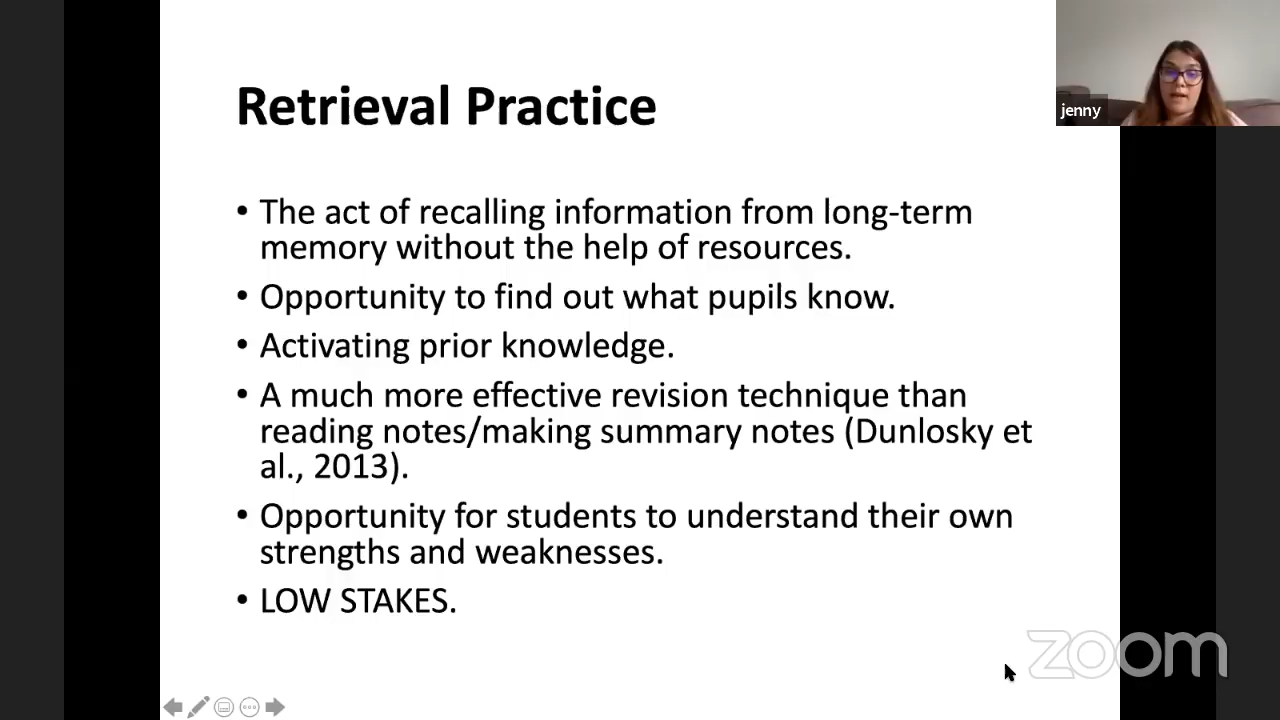 Retrieval Practice
jenny
• The act of recalling information from long-term
memory without the help of resources.
• Opportunity to find out what pupils know.
• Activating prior knowledge.
• A much more effective revision technique than
reading notes/making summary notes (Dunlosky et
al., 2013).
• Opportunity for students to understand their own
strengths and weaknesses.
• LOW STAKES.
zoom